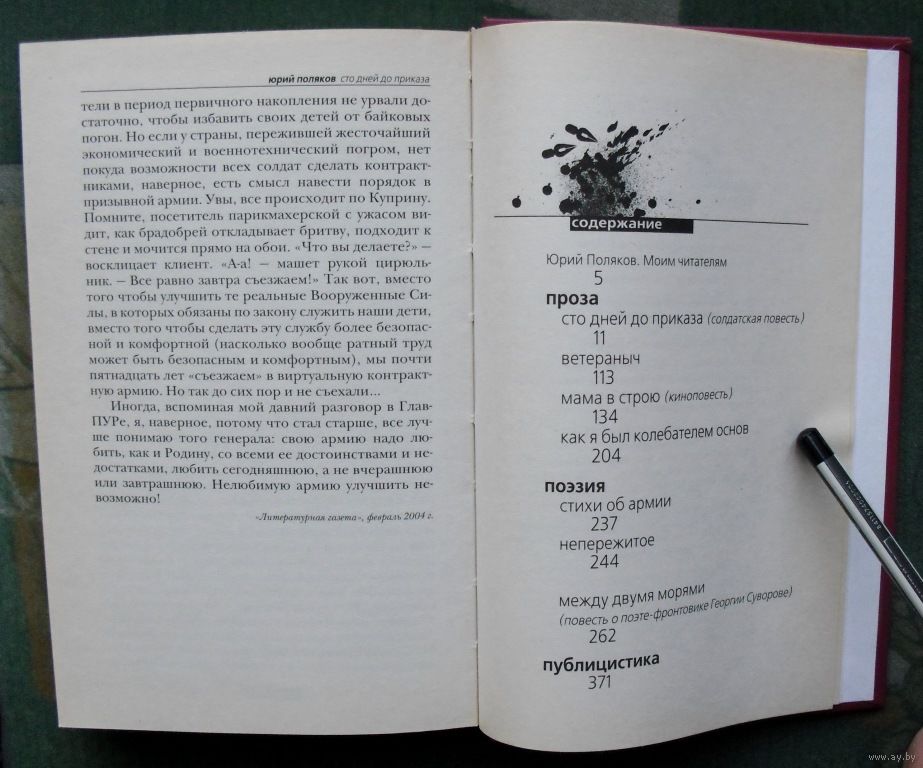 юрий поляков сто дней до приказа
тели в период первичного накопления не урвали до-
статочно, чтобы избавить своих детей от байковых
погон. Но если у страны, пережившей жесточайший
экономический и военнотехнический погром, нет
покуда возможности всех солдат сделать контракт-
никами, наверное, есть смысл навести порядок в
призывной армии. Увы, все происходит по Куприну.
Помните, посетитель парикмахерской с ужасом ви-
дит, как брадобрей откладывает бритву, подходит к
стене и мочится прямо на обои. «Что вы делаете?» –
восклицает клиент. «А-а! – машет рукой цирюль-
ник. – Все равно завтра съезжаем!» Так вот, вместо
того чтобы улучшить те реальные Вооруженные Си-
лы, в которых обязаны по закону служить наши дети,
вместо того чтобы сделать эту службу более безопас-
ной и комфортной (насколько вообще ратный труд
может быть безопасным и комфортным), мы почти
пятнадцать лет «съезжаем» в виртуальную контракт-
ную армию. Но так до сих пор и не съехали...
Иногда, вспоминая мой давний разговор в Глав-
ПУРе, я, наверное, потому что стал старше, все луч-
ше понимаю того генерала: свою армию надо лю-
бить, как и Родину, со всеми ее достоинствами и не-
достатками, любить сегодняшнюю, а не вчерашнюю
или завтрашнюю. Нелюбимую армию улучшить не-
возможно!
«Литературная газета», февраль 2004 г.
содержание
Юрий Поляков. Моим читателям
5
проза
сто дней до приказа (солдатская повесть)
11
ветераныч
113
мама в строю (киноповесть)
134
как я был колебателем основ
204
поэзия
стихи об армии
237
непережитое
244
между двумя морями
(повесть о поэте-фронтовике Георгии Суворове)
262
публицистика
371
www.ay.by